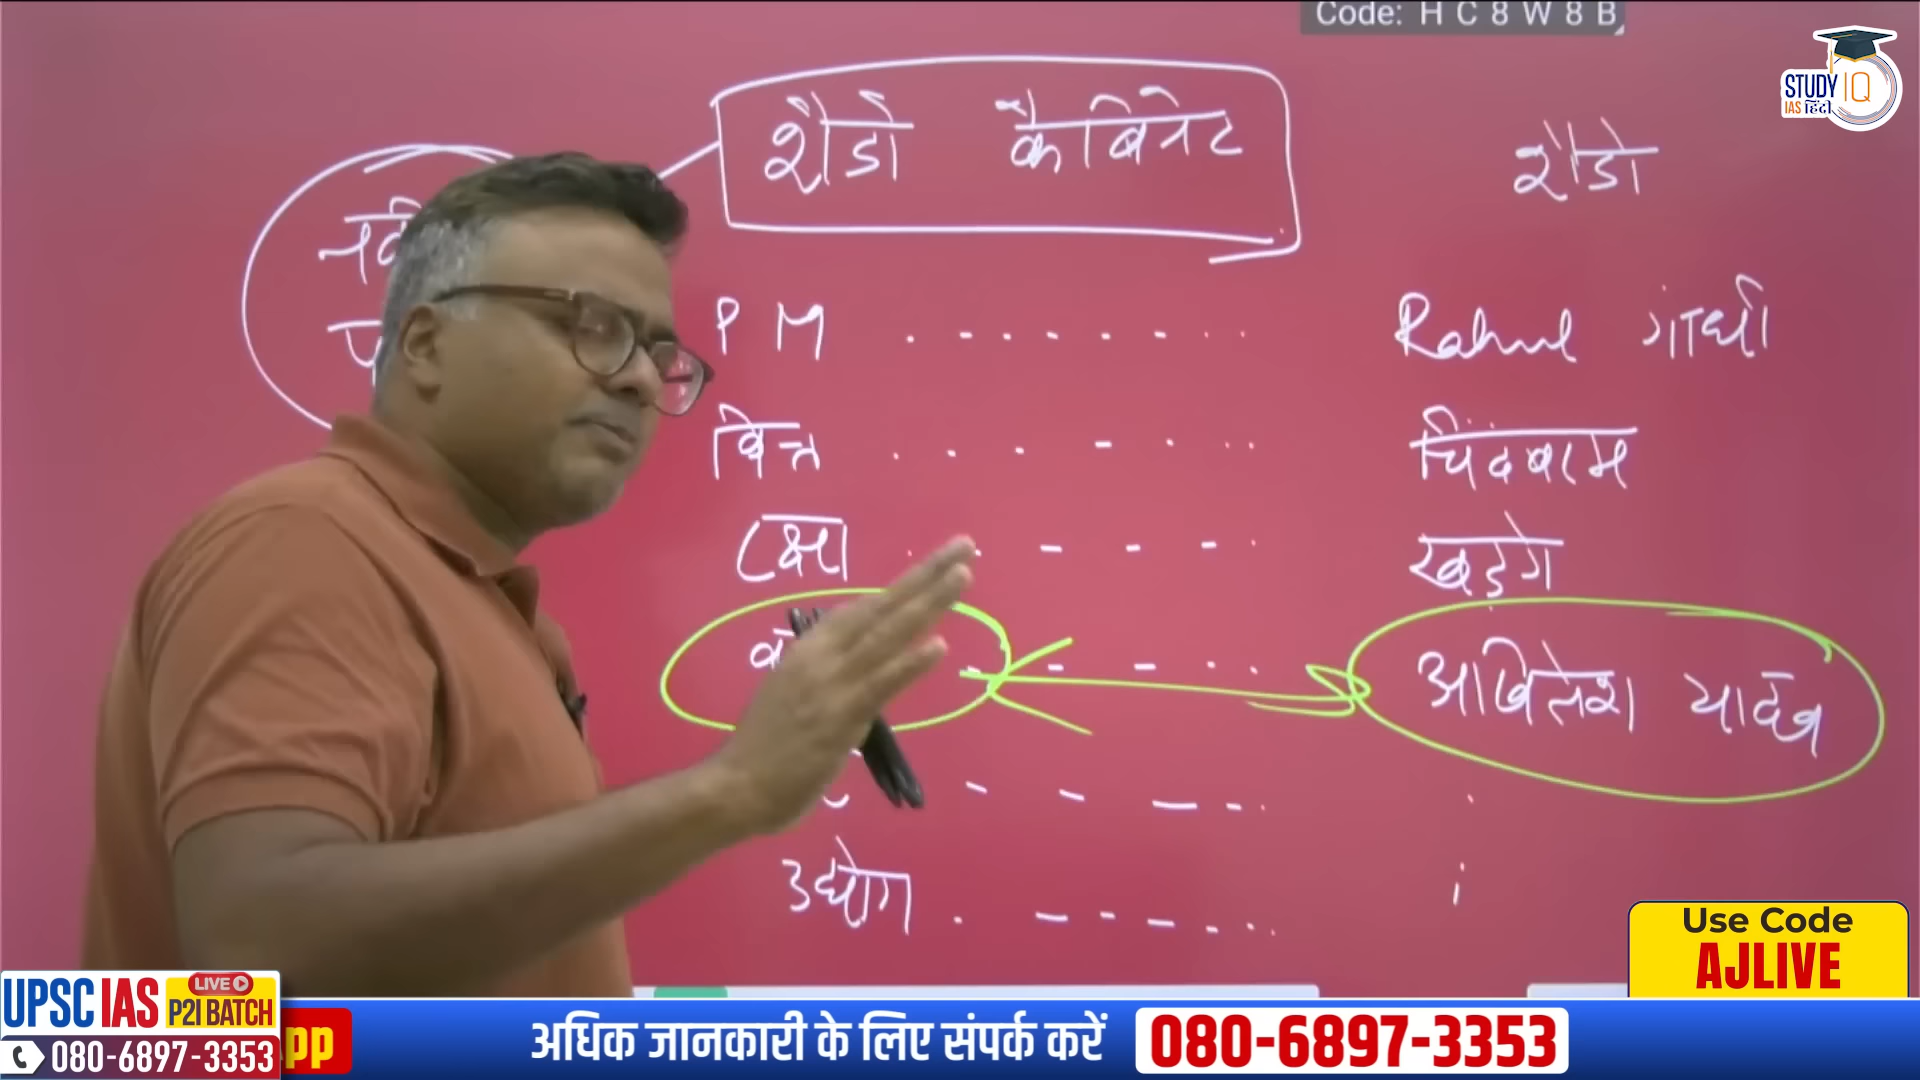 Code: H C 8 W 8 B
STUDY IQ
IAS हिंदी
शैडो कैबिनेट
शैडो
P M Rahul गांधी
वित्त चिदंबरम
रक्षा खड़गे
अखिलेश यादव
उद्योग
Use Code
AJLIVE
UPSC IAS LIVE P2I BATCH
080-6897-3353
pp
अधिक जानकारी के लिए संपर्क करें 080-6897-3353